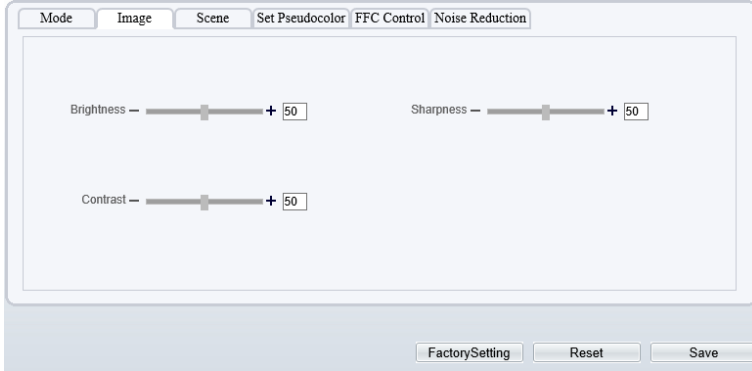 Mode Image Scene Set Pseudocolor FFC Control Noise Reduction
Brightness − + 50 Sharpness − + 50
Contrast − + 50
FactorySetting Reset Save